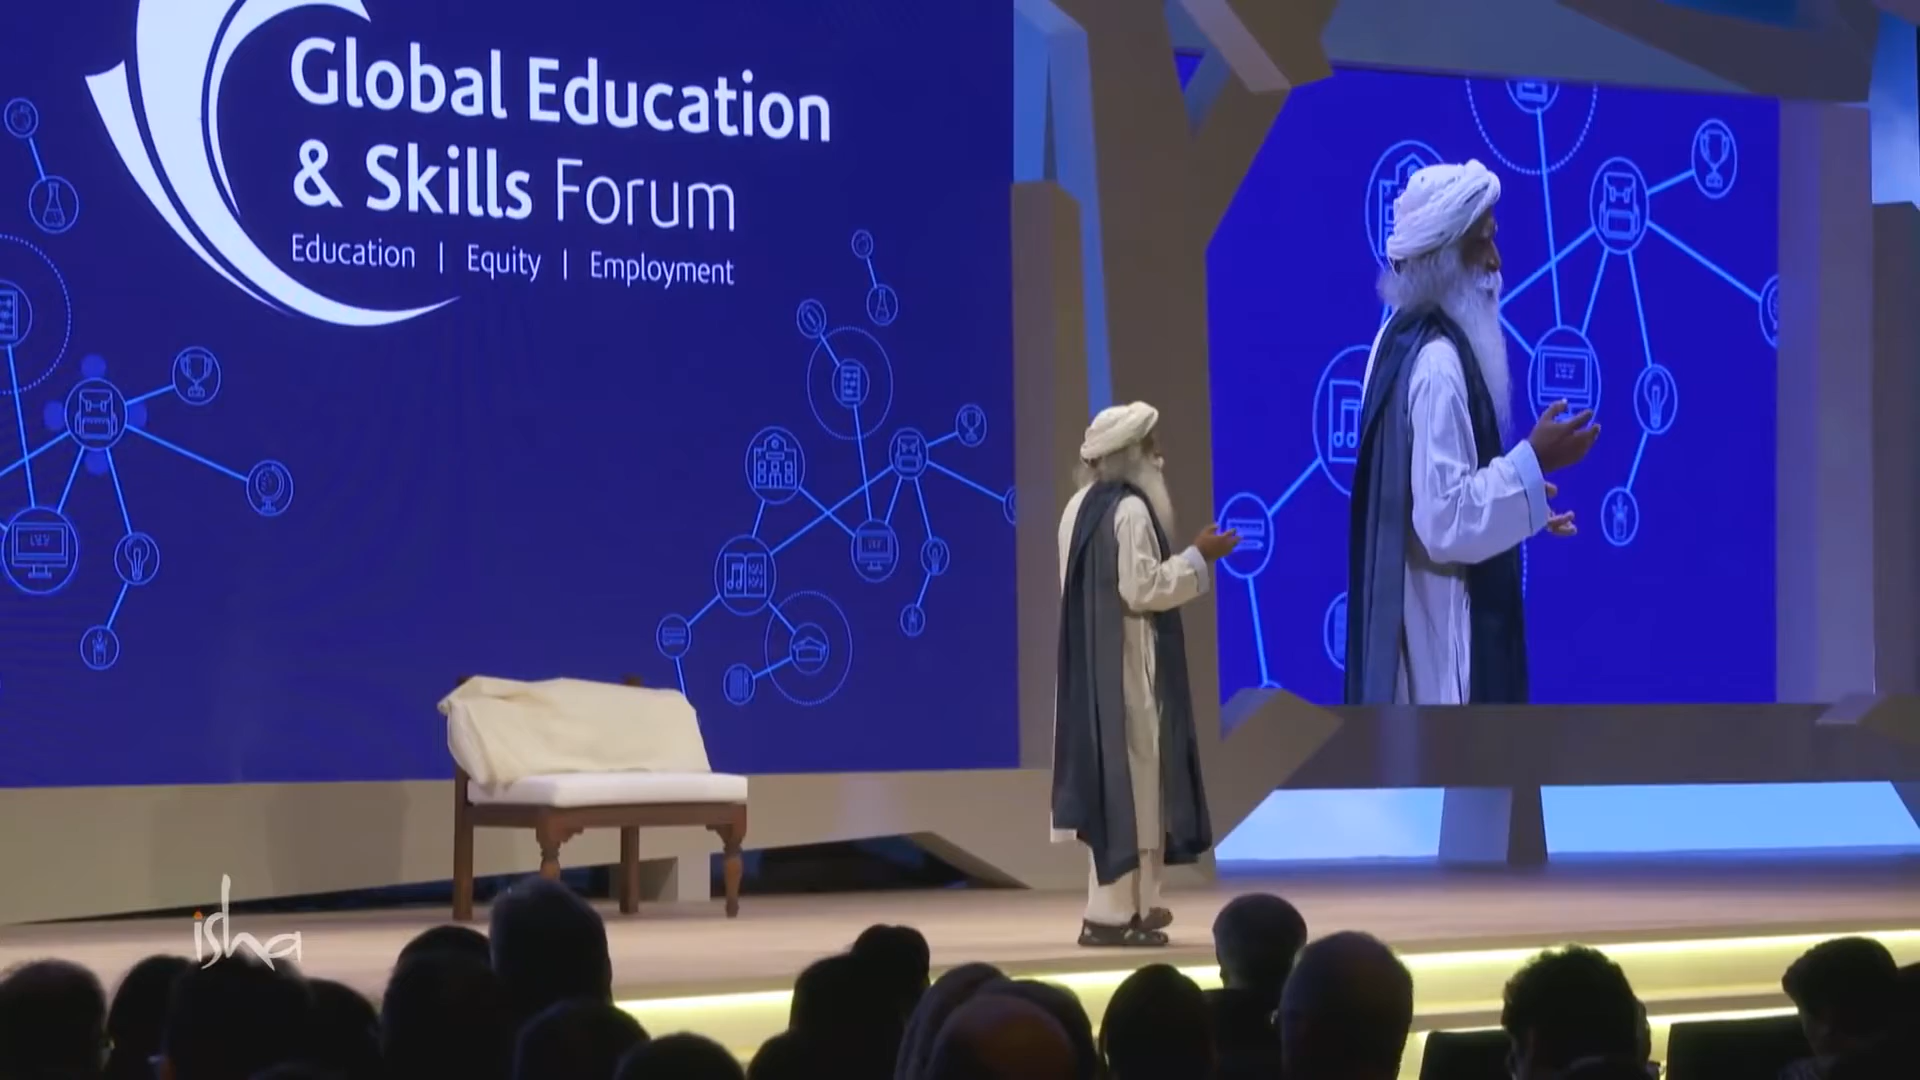 Global Education
& Skills Forum
Education | Equity | Employment
isha